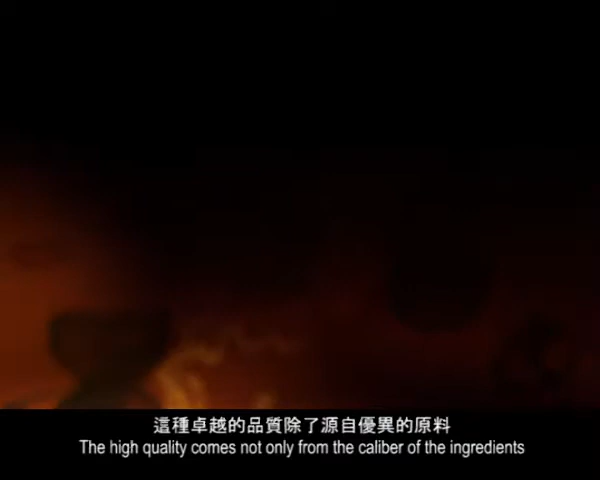 這種卓越的品質除了源自優異的原料
The high quality comes not only from the caliber of the ingredients